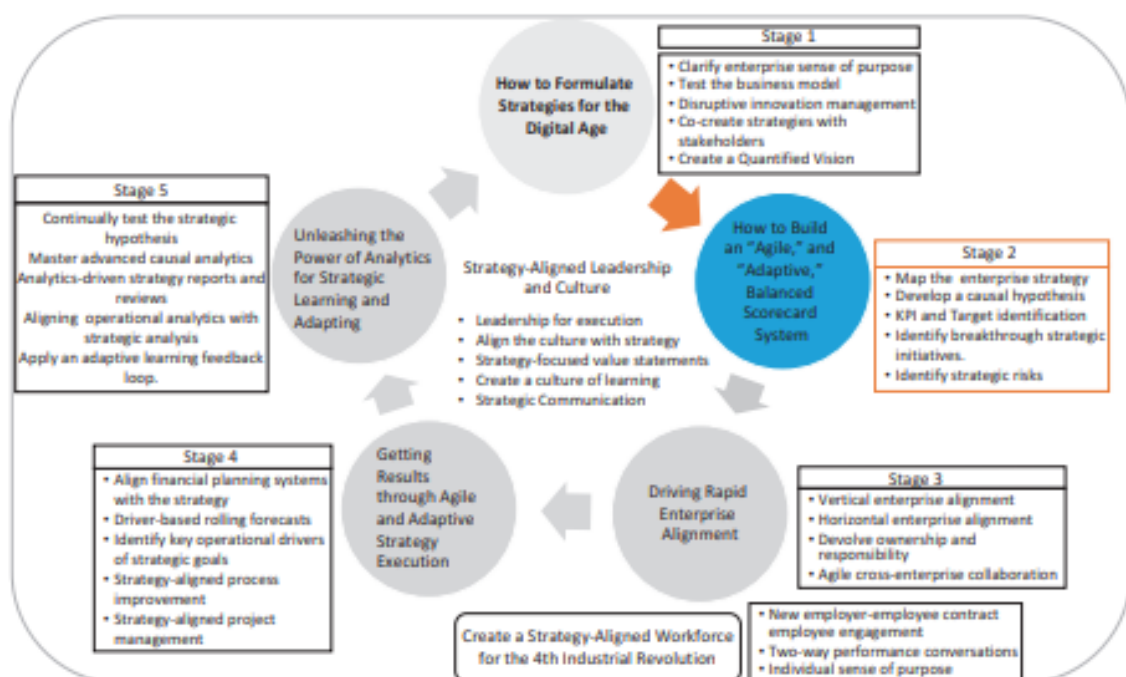 Stage 1
• Clarify enterprise sense of purpose
• Test the business model
• Disruptive innovation management
• Co-create strategies with
stakeholders
• Create a Quantified Vision
How to Formulate
Strategies for the
Digital Age
Stage 5
Continually test the strategic
hypothesis
Master advanced causal analytics
Analytics-driven strategy reports and
reviews
Aligning operational analytics with
strategic analysis
Apply an adaptive learning feedback
loop.
Unleashing the
Power of Analytics
for Strategic
Learning and
Adapting
Strategy-Aligned Leadership
and Culture
• Leadership for execution
• Align the culture with strategy
• Strategy-focused value statements
• Create a culture of learning
• Strategic Communication
How to Build
an "Agile," and
"Adaptive,"
Balanced
Scorecard
System
Stage 2
• Map the enterprise strategy
• Develop a causal hypothesis
• KPI and Target identification
• Identify breakthrough strategic
initiatives.
• Identify strategic risks
Stage 4
• Align financial planning systems
with the strategy
• Driver-based rolling forecasts
• Identify key operational drivers
of strategic goals
• Strategy-aligned process
improvement
• Strategy-aligned project
management
Getting
Results
through Agile
and Adaptive
Strategy
Execution
Driving Rapid
Enterprise
Alignment
Stage 3
• Vertical enterprise alignment
• Horizontal enterprise alignment
• Devolve ownership and
responsibility
• Agile cross-enterprise collaboration
Create a Strategy-Aligned Workforce
for the 4th Industrial Revolution
• New employer-employee contract
employee engagement
• Two-way performance conversations
• Individual sense of purpose